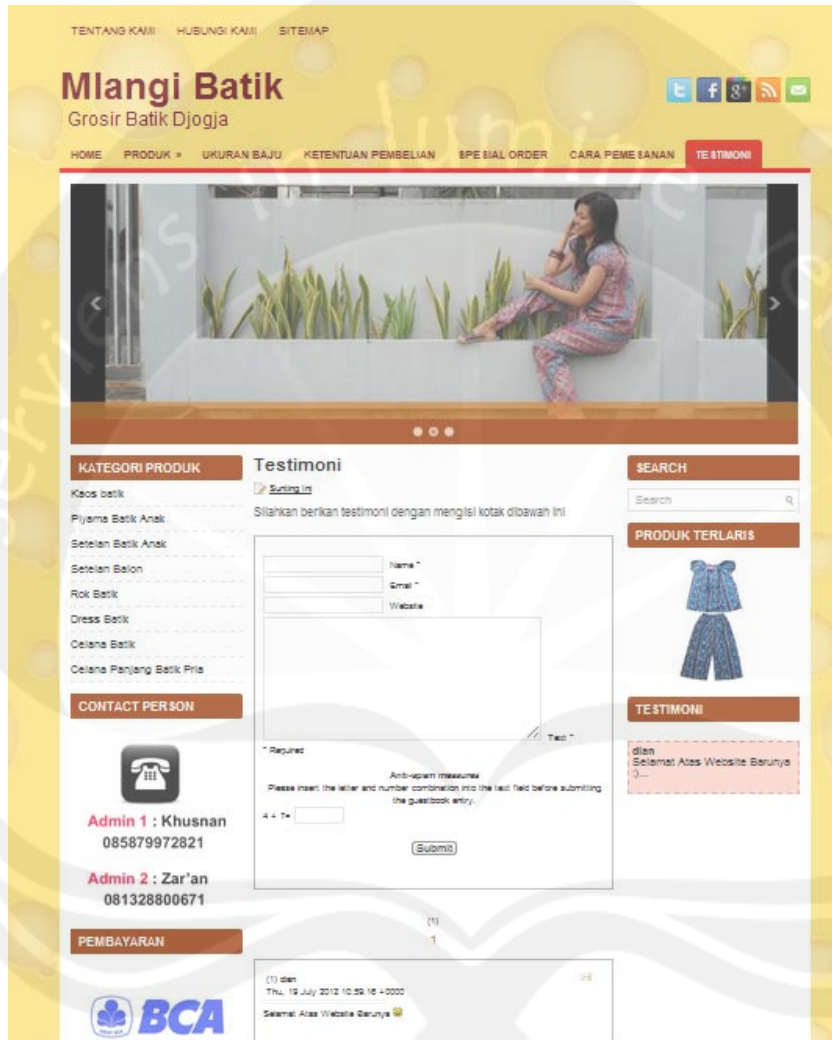 TENTANG KAMI HUBUNGI KAMI SITEMAP
Mlangi Batik
Grosir Batik Djogja
HOME PRODUK » UKURAN BAJU KETENTUAN PEMBELIAN SPESIAL ORDER CARA PEMESANAN TESTIMONI
serviens in lumine
KATEGORI PRODUK
Kaos batik
Piyama Batik Anak
Setelan Batik Anak
Setelan Balon
Rok Batik
Dress Batik
Celana Batik
Celana Panjang Batik Pria
CONTACT PERSON
Admin 1 : Khusnan
085879972821
Admin 2 : Zar'an
081328800671
PEMBAYARAN
BCA
Testimoni
Sunting Ini
Silahkan berikan testimoni dengan mengisi kotak dibawah ini
Name *
Email *
Website
Text *
* Required
Anti-spam measures
Please insert the letter and number combination into the text field before submitting
the guestbook entry.
4 + 7=
Submit
(1)
1
(1) dian
Thu, 19 July 2012 10:59:16 +0000
Selamat Atas Website Barunya
SEARCH
Search
PRODUK TERLARIS
TESTIMONI
dian
Selamat Atas Website Barunya
:)...